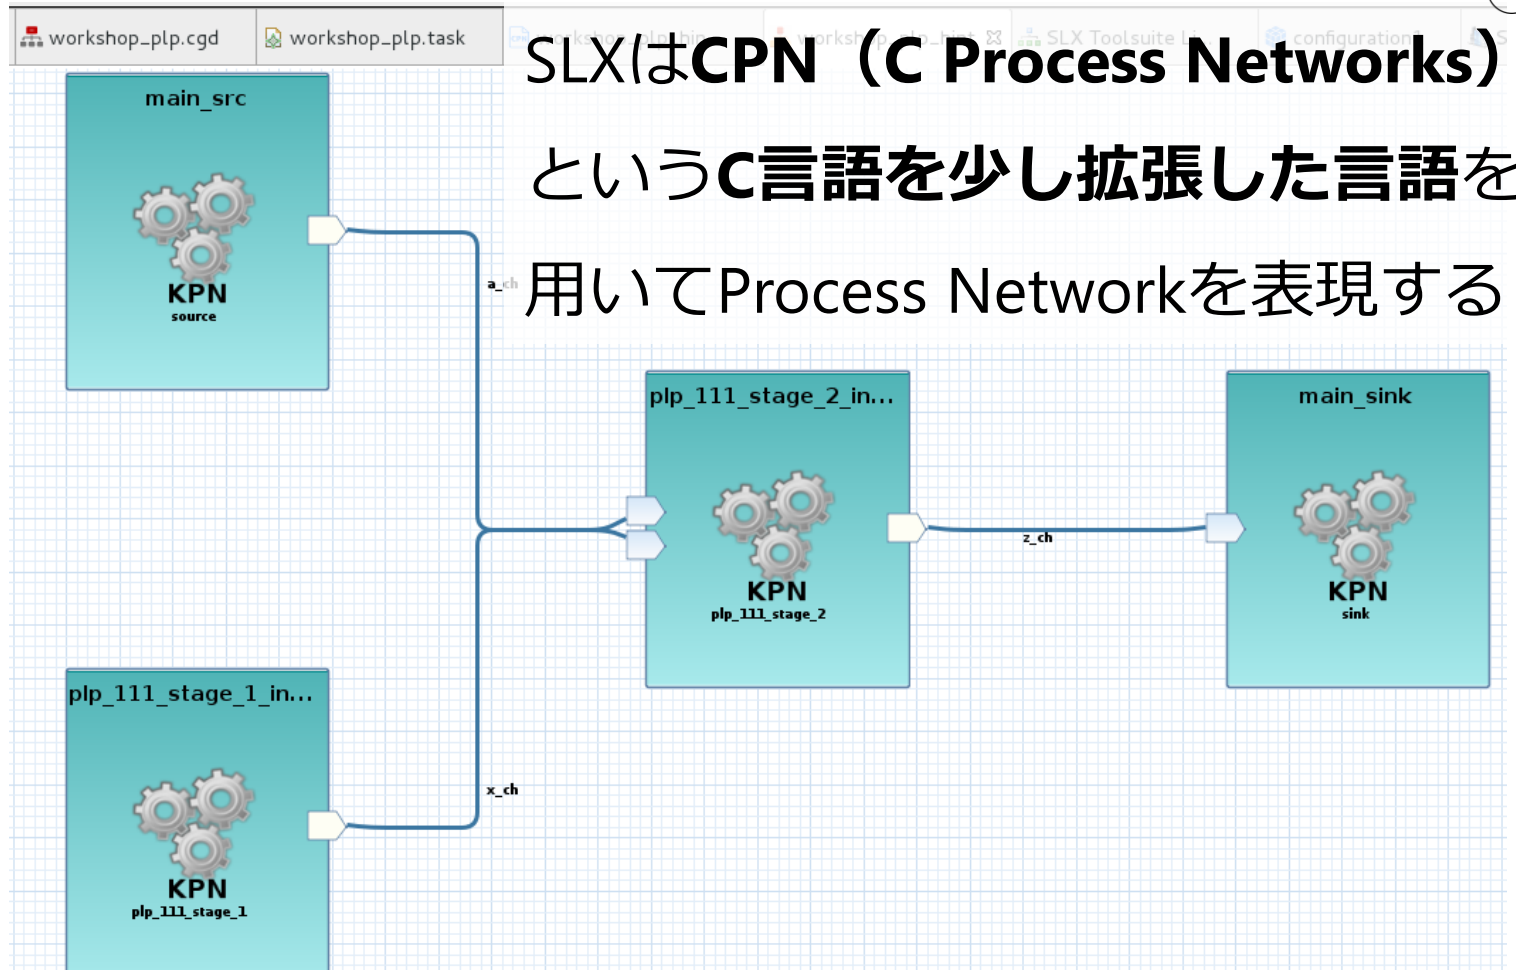 workshop_plp.cgd
workshop_plp.task
SLXはCPN（C Process Networks）
というC言語を少し拡張した言語を
用いてProcess Networkを表現する
main_src
KPN
source
a_ch
plp_111_stage_2_in...
KPN
plp_111_stage_2
z_ch
main_sink
KPN
sink
plp_111_stage_1_in...
KPN
plp_111_stage_1
x_ch